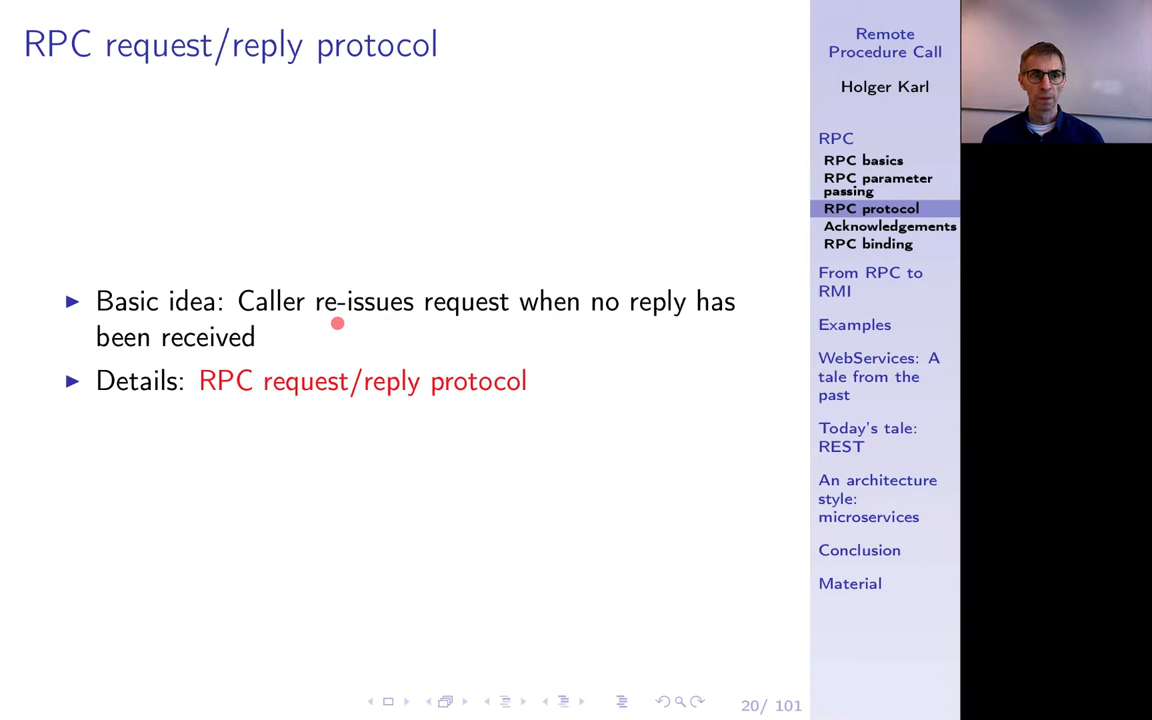 RPC request/reply protocol
Basic idea: Caller re-issues request when no reply has
been received
Details: RPC request/reply protocol
Remote
Procedure Call
Holger Karl
RPC
RPC basics
RPC parameter
passing
RPC protocol
Acknowledgements
RPC binding
From RPC to
RMI
Examples
WebServices: A
tale from the
past
Today's tale:
REST
An architecture
style:
microservices
Conclusion
Material
20/ 101